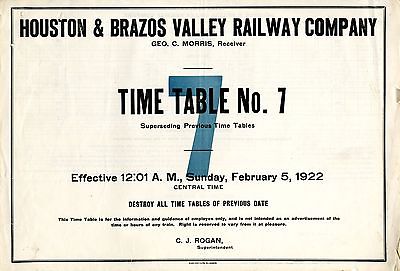 HOUSTON & BRAZOS VALLEY RAILWAY COMPANY
GEO. C. MORRIS, Receiver
7
TIME TABLE No. 7
Superseding Previous Time Tables
Effective 12:01 A. M., Sunday, February 5, 1922
CENTRAL TIME
DESTROY ALL TIME TABLES OF PREVIOUS DATE
This Time Table is for the information and guidance of employes only, and is not intended as an advertisement of the
time or hours of any train. Right is reserved to vary from it at pleasure.
C. J. ROGAN,
Superintendent